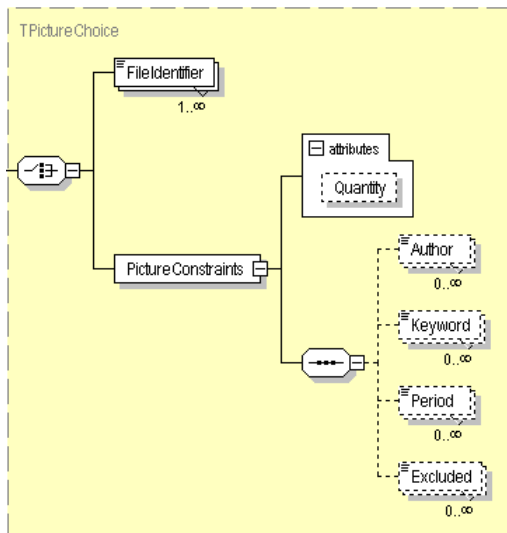 TPictureChoice
FileIdentifier
1..∞
attributes
Quantity
PictureConstraints
Author
0..∞
Keyword
0..∞
Period
0..∞
Excluded
0..∞